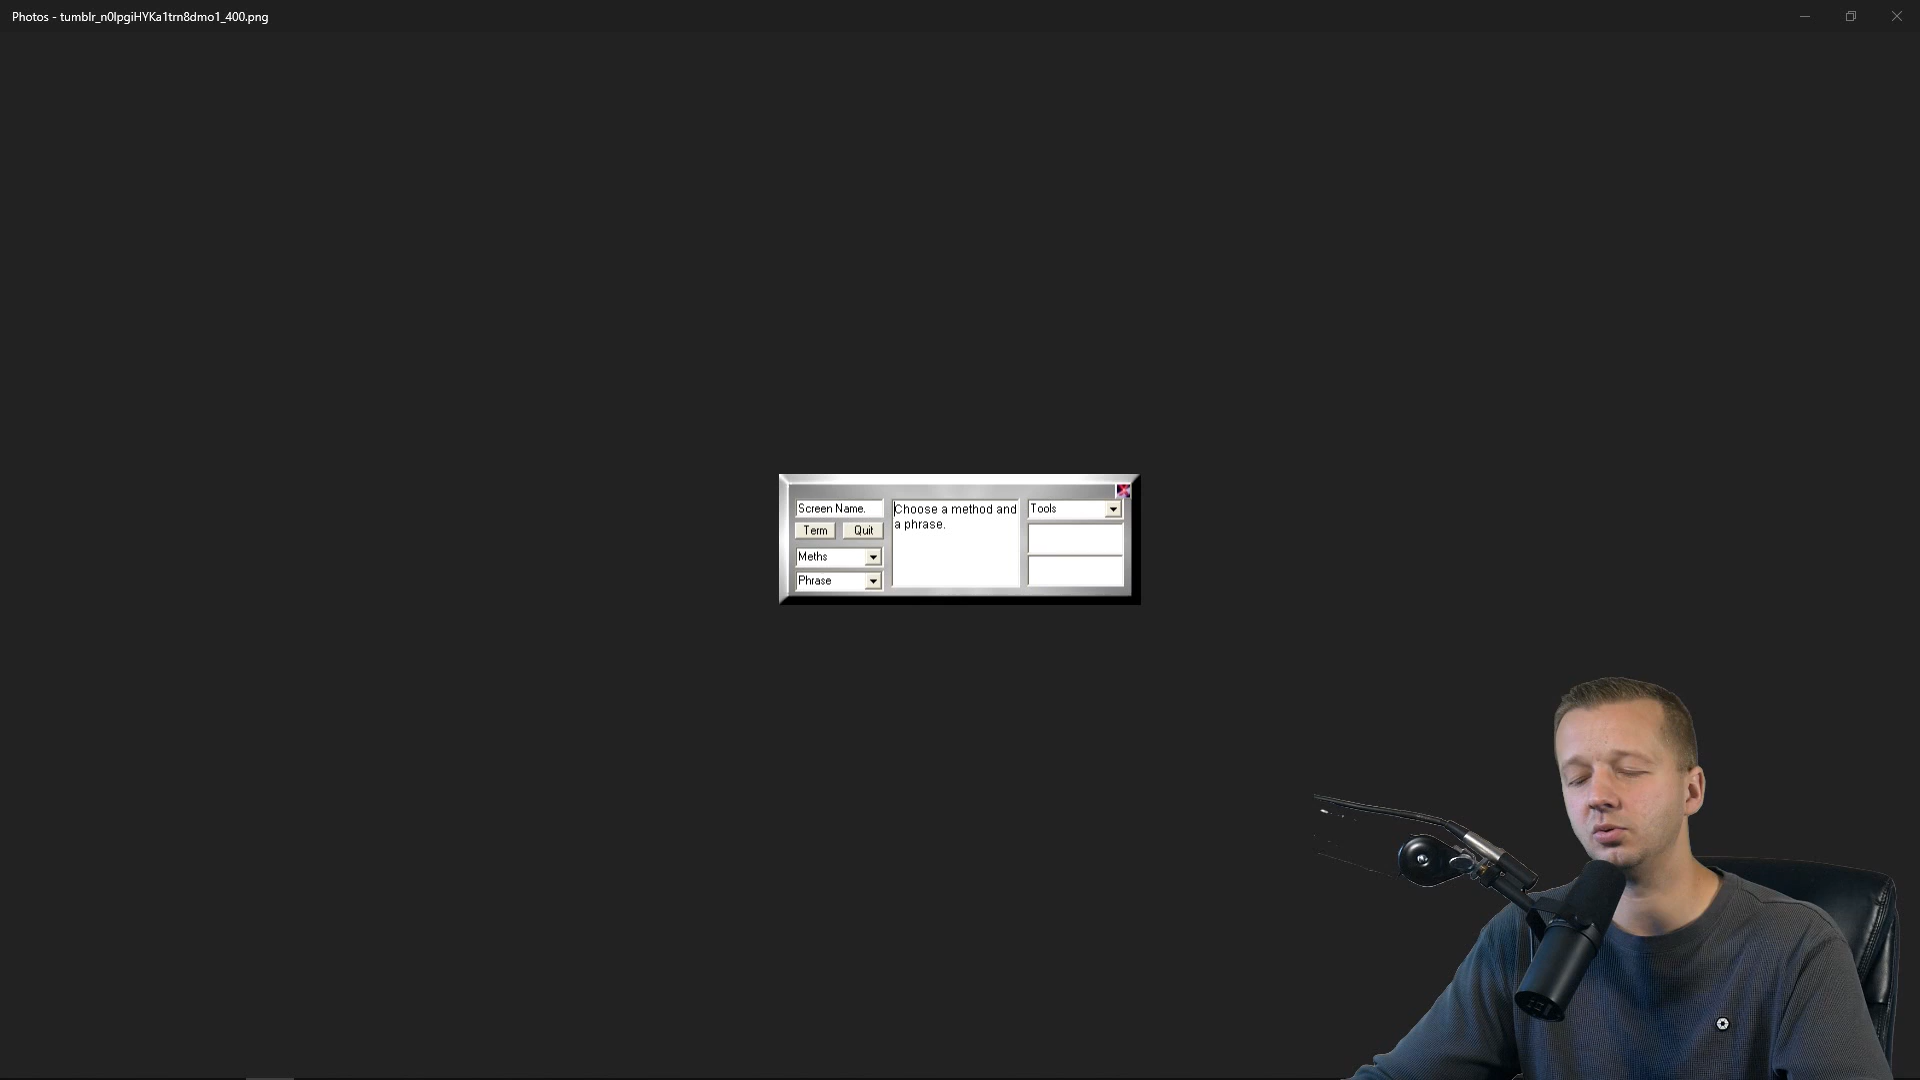 Photos - tumblr_n0lpgiHYKa1trn8dmo1_400.png
Screen Name.
Term
Quit
Meths
Phrase
Choose a method and
a phrase.
Tools